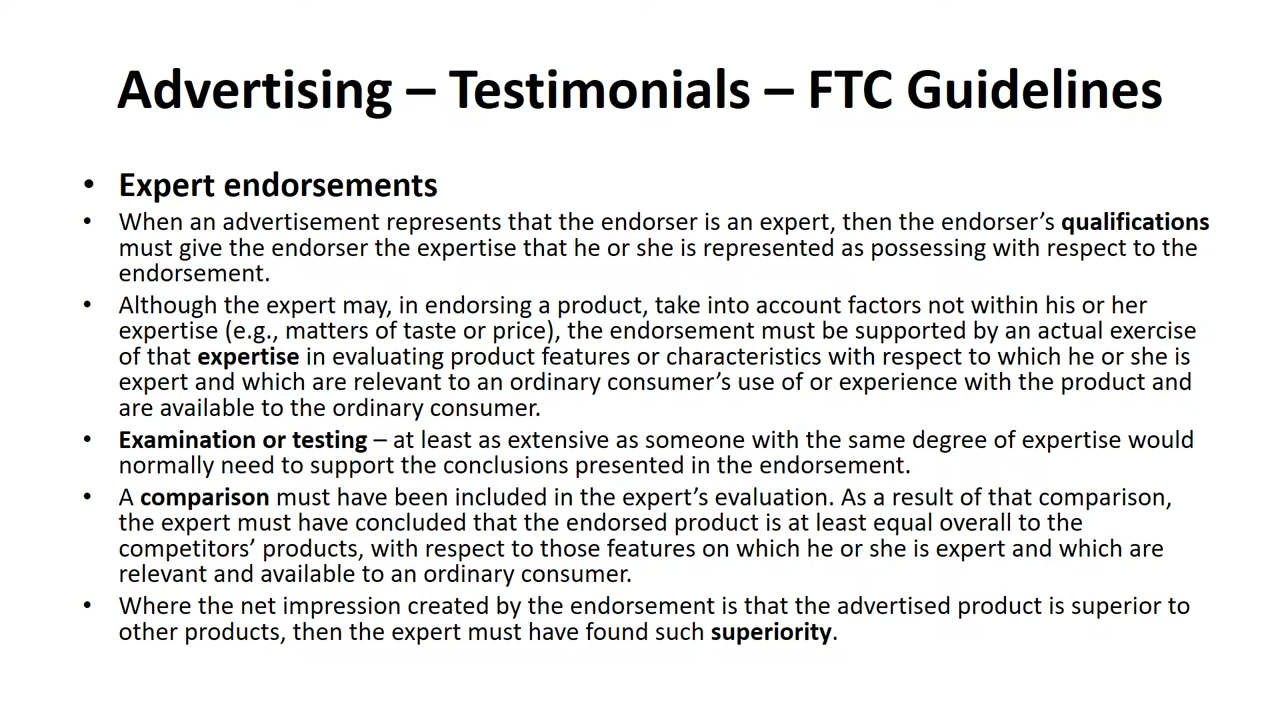 Advertising – Testimonials – FTC Guidelines
• Expert endorsements
• When an advertisement represents that the endorser is an expert, then the endorser’s qualifications
must give the endorser the expertise that he or she is represented as possessing with respect to the
endorsement.
• Although the expert may, in endorsing a product, take into account factors not within his or her
expertise (e.g., matters of taste or price), the endorsement must be supported by an actual exercise
of that expertise in evaluating product features or characteristics with respect to which he or she is
expert and which are relevant to an ordinary consumer’s use of or experience with the product and
are available to the ordinary consumer.
• Examination or testing – at least as extensive as someone with the same degree of expertise would
normally need to support the conclusions presented in the endorsement.
• A comparison must have been included in the expert’s evaluation. As a result of that comparison,
the expert must have concluded that the endorsed product is at least equal overall to the
competitors’ products, with respect to those features on which he or she is expert and which are
relevant and available to an ordinary consumer.
• Where the net impression created by the endorsement is that the advertised product is superior to
other products, then the expert must have found such superiority.